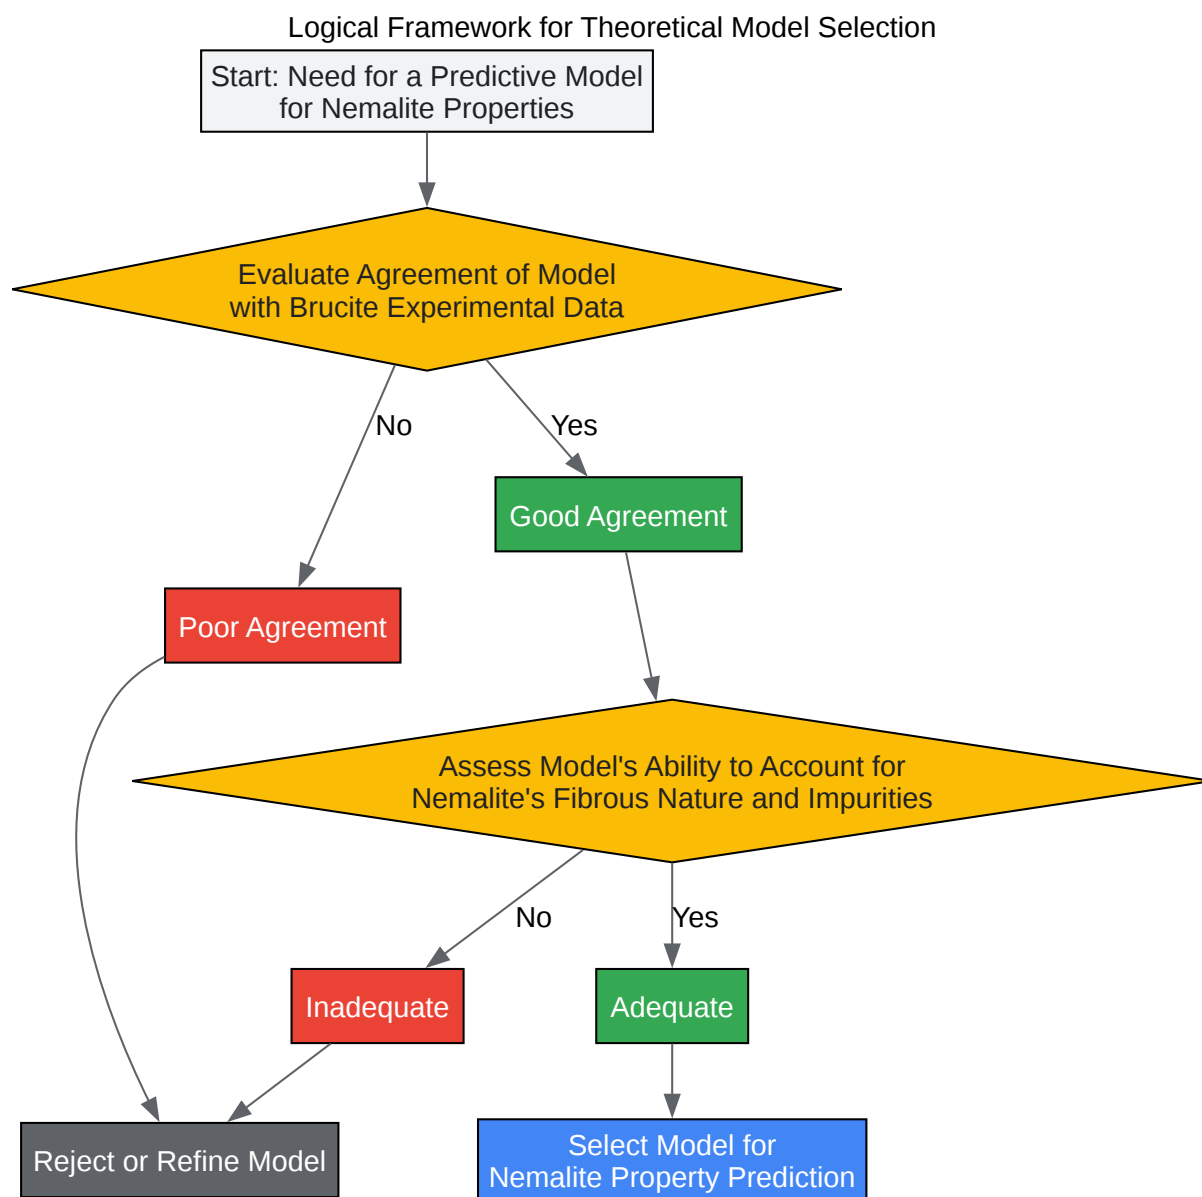 Logical Framework for Theoretical Model Selection
Start: Need for a Predictive Model
for Nemalite Properties
Evaluate Agreement of Model
with Brucite Experimental Data
No
Yes
Good Agreement
Poor Agreement
Assess Model's Ability to Account for
Nemalite's Fibrous Nature and Impurities
No
Yes
Inadequate
Adequate
Reject or Refine Model
Select Model for
Nemalite Property Prediction